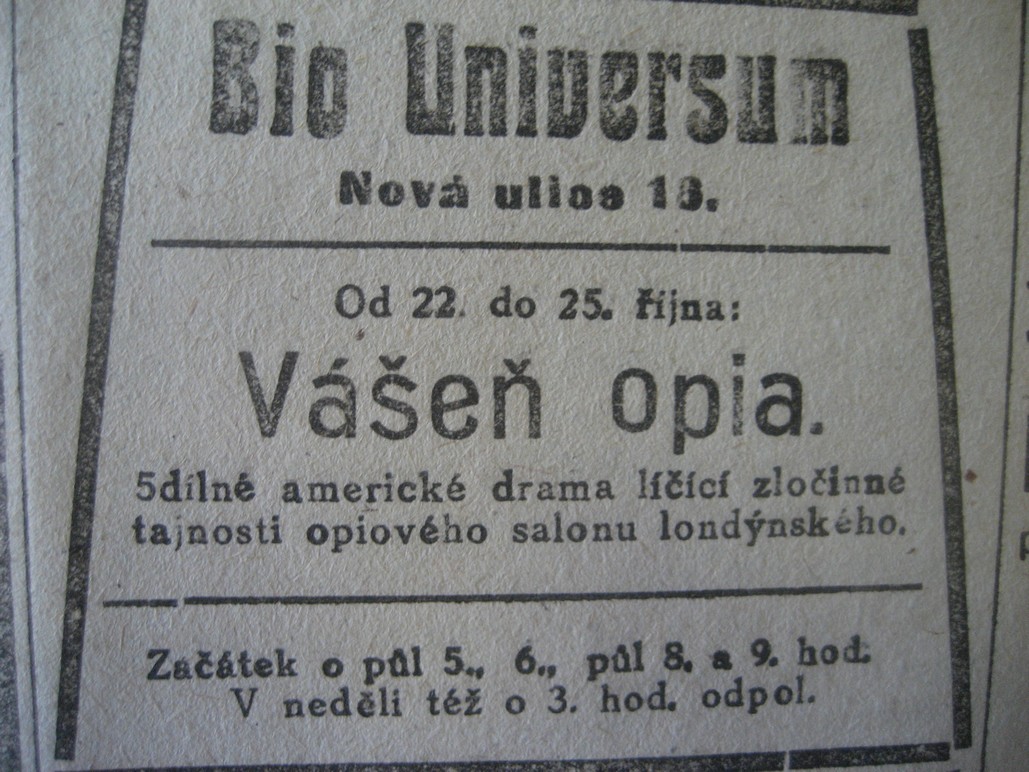 Bio Universum
Nová ulice
Od 22. do 25. října:
Vášeň opia.
5dílné americké drama líčící zločinné
tajnosti opiového salonu londýnského.
Začátek o půl 5., 6., půl 8. a 9. hod.
V neděli též o 3. hod. odpol.